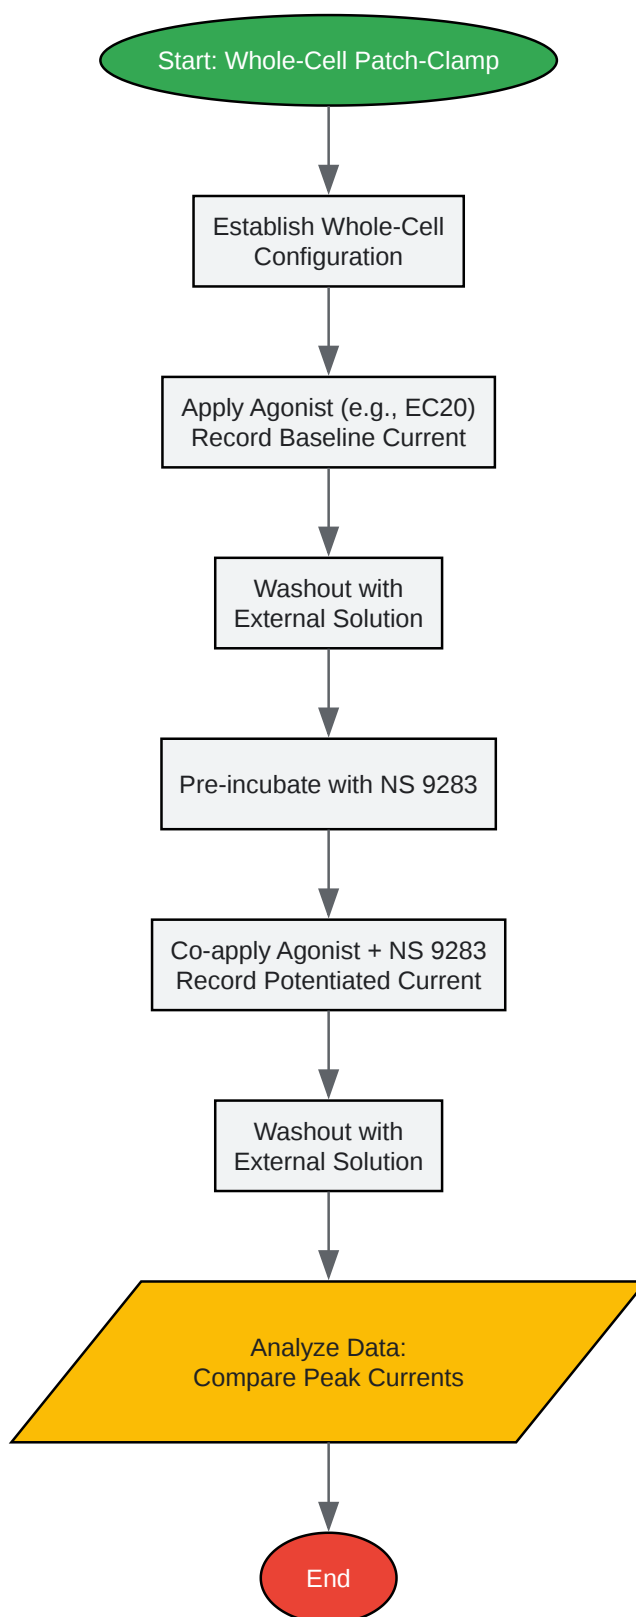 Start: Whole-Cell Patch-Clamp
Establish Whole-Cell
Configuration
Apply Agonist (e.g., EC20)
Record Baseline Current
Washout with
External Solution
Pre-incubate with NS 9283
Co-apply Agonist + NS 9283
Record Potentiated Current
Washout with
External Solution
Analyze Data:
Compare Peak Currents
End